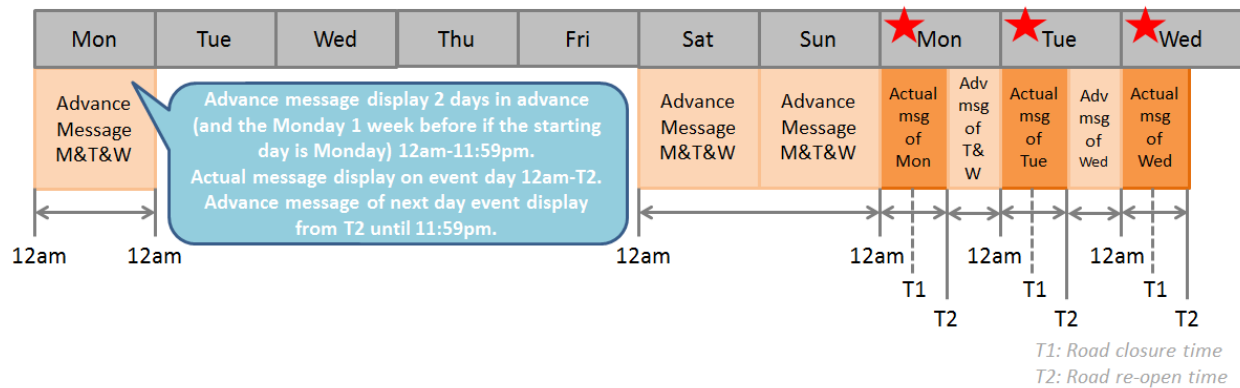 Mon Tue Wed Thu Fri Sat Sun Mon Tue Wed
Advance
Message
M&T&W
Advance message display 2 days in advance
(and the Monday 1 week before if the starting
day is Monday) 12am-11:59pm.
Actual message display on event day 12am-T2.
Advance message of next day event display
from T2 until 11:59pm.
Advance
Message
M&T&W
Advance
Message
M&T&W
Actual
msg
of
Mon
Adv
msg
of T&
W
Actual
msg
of
Tue
Adv
msg
of
Wed
Actual
msg
of
Wed
12am 12am 12am 12am 12am 12am
T1 T1 T1
T2 T2 T2
T1: Road closure time
T2: Road re-open time